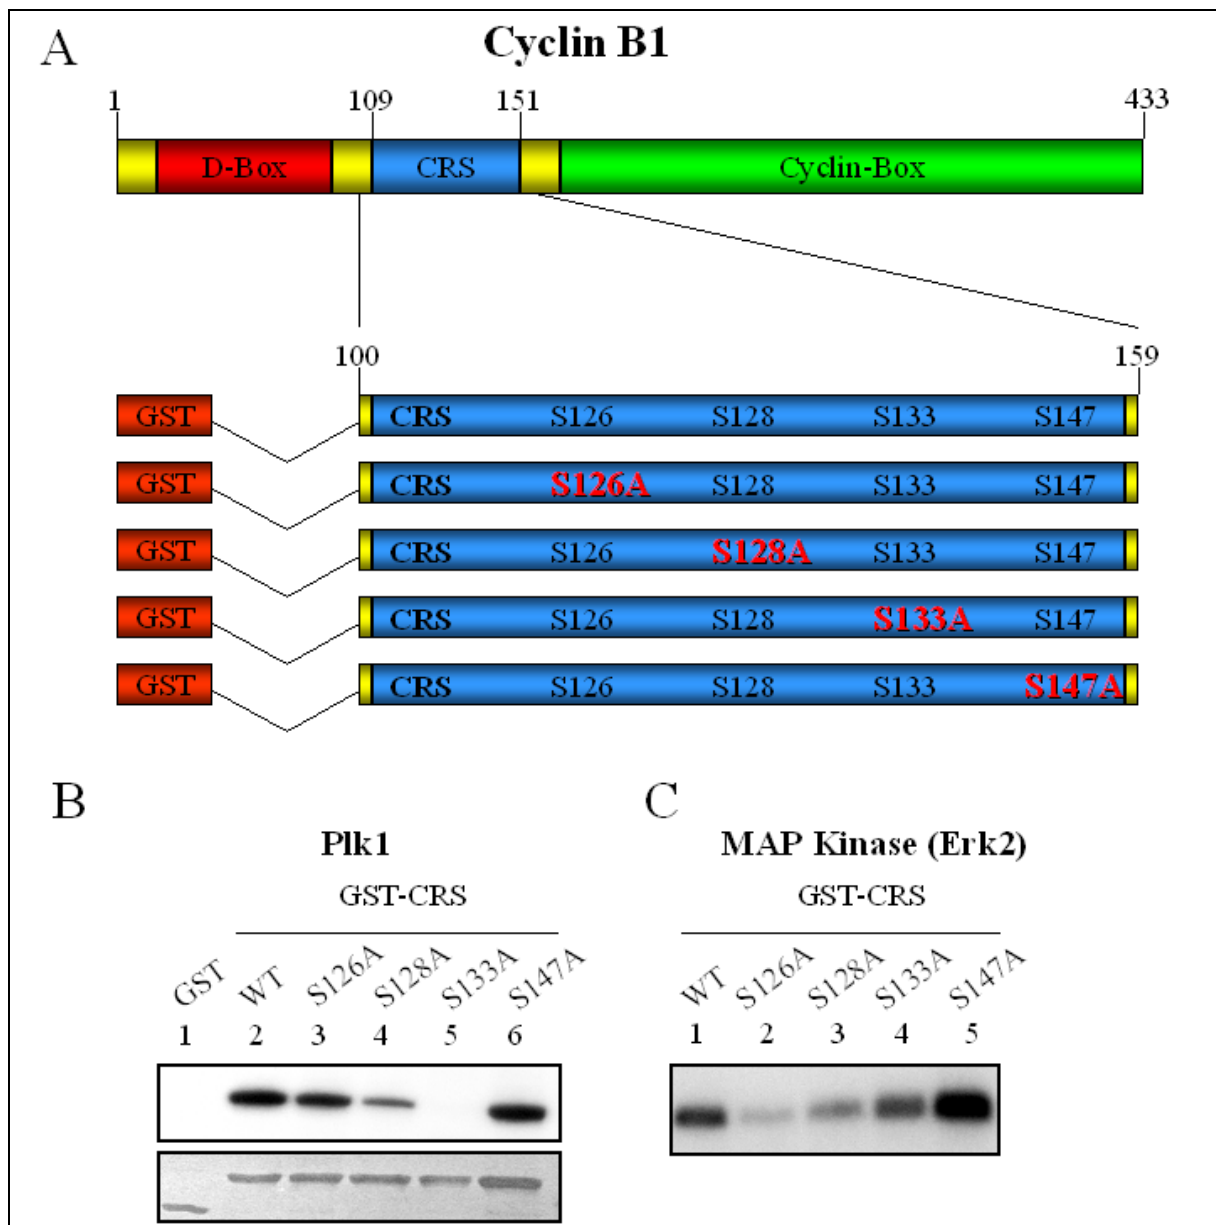 A
Cyclin B1
1 109 151 433
D-Box CRS Cyclin-Box
100 159
GST CRS S126 S128 S133 S147
GST CRS S126A S128 S133 S147
GST CRS S126 S128A S133 S147
GST CRS S126 S128 S133A S147
GST CRS S126 S128 S133 S147A
B
Plk1
GST-CRS
GST WT S126A S128A S133A S147A
1 2 3 4 5 6
C
MAP Kinase (Erk2)
GST-CRS
WT S126A S128A S133A S147A
1 2 3 4 5